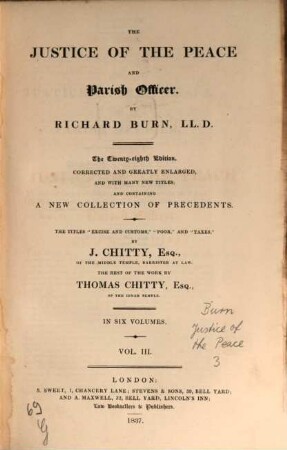 THE
JUSTICE OF THE PEACE
AND
Parish Officer.
BY
RICHARD BURN, LL.D.
The Twenty-eighth Edition,
CORRECTED AND GREATLY ENLARGED,
AND WITH MANY NEW TITLES,
AND CONTAINING
A NEW COLLECTION OF PRECEDENTS.
THE TITLES "EXCISE AND CUSTOMS," "POOR," AND "TAXES,"
BY
J. CHITTY, ESQ.,
OF THE MIDDLE TEMPLE, BARRISTER AT LAW.
THE REST OF THE WORK BY
THOMAS CHITTY, ESQ.,
OF THE INNER TEMPLE.
IN SIX VOLUMES.
VOL. III.
Burn
Justice of
the Peace
3
LONDON:
S. SWEET, 1, CHANCERY LANE; STEVENS & SONS, 39, BELL YARD;
AND A. MAXWELL, 32, BELL YARD, LINCOLN'S INN;
Law Booksellers & Publishers.
1837.
69
G